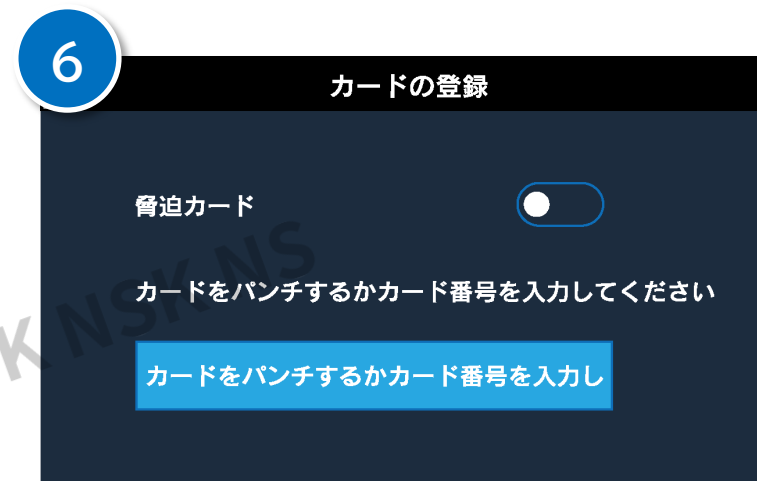 6
カードの登録
脅迫カード
カードをパンチするかカード番号を入力してください
カードをパンチするかカード番号を入力し
K NSK NS